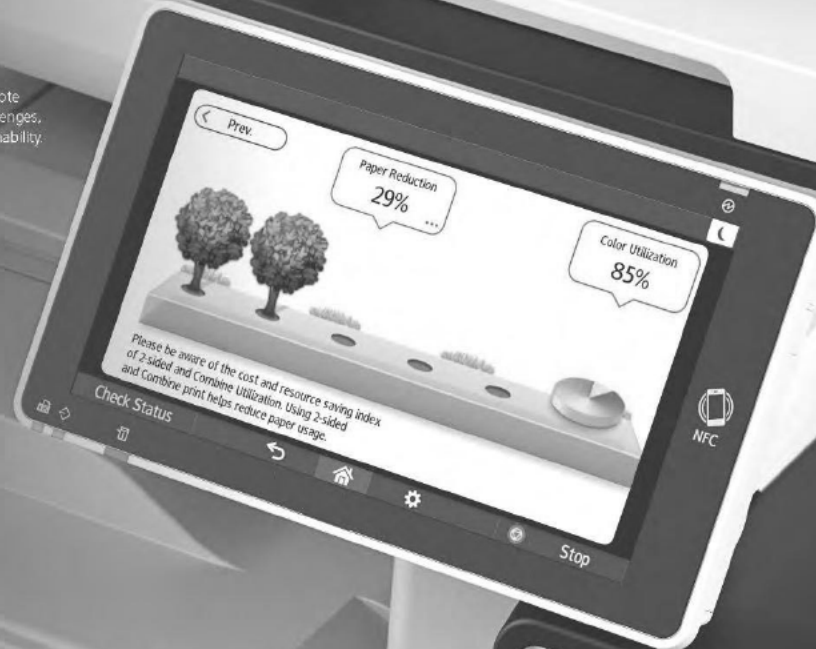 Prev.
Paper Reduction
29%
...
Color Utilization
85%
Please be aware of the cost and resource saving index
of 2-sided and Combine Utilization. Using 2-sided
and Combine print helps reduce paper usage.
Check Status
Stop
NFC